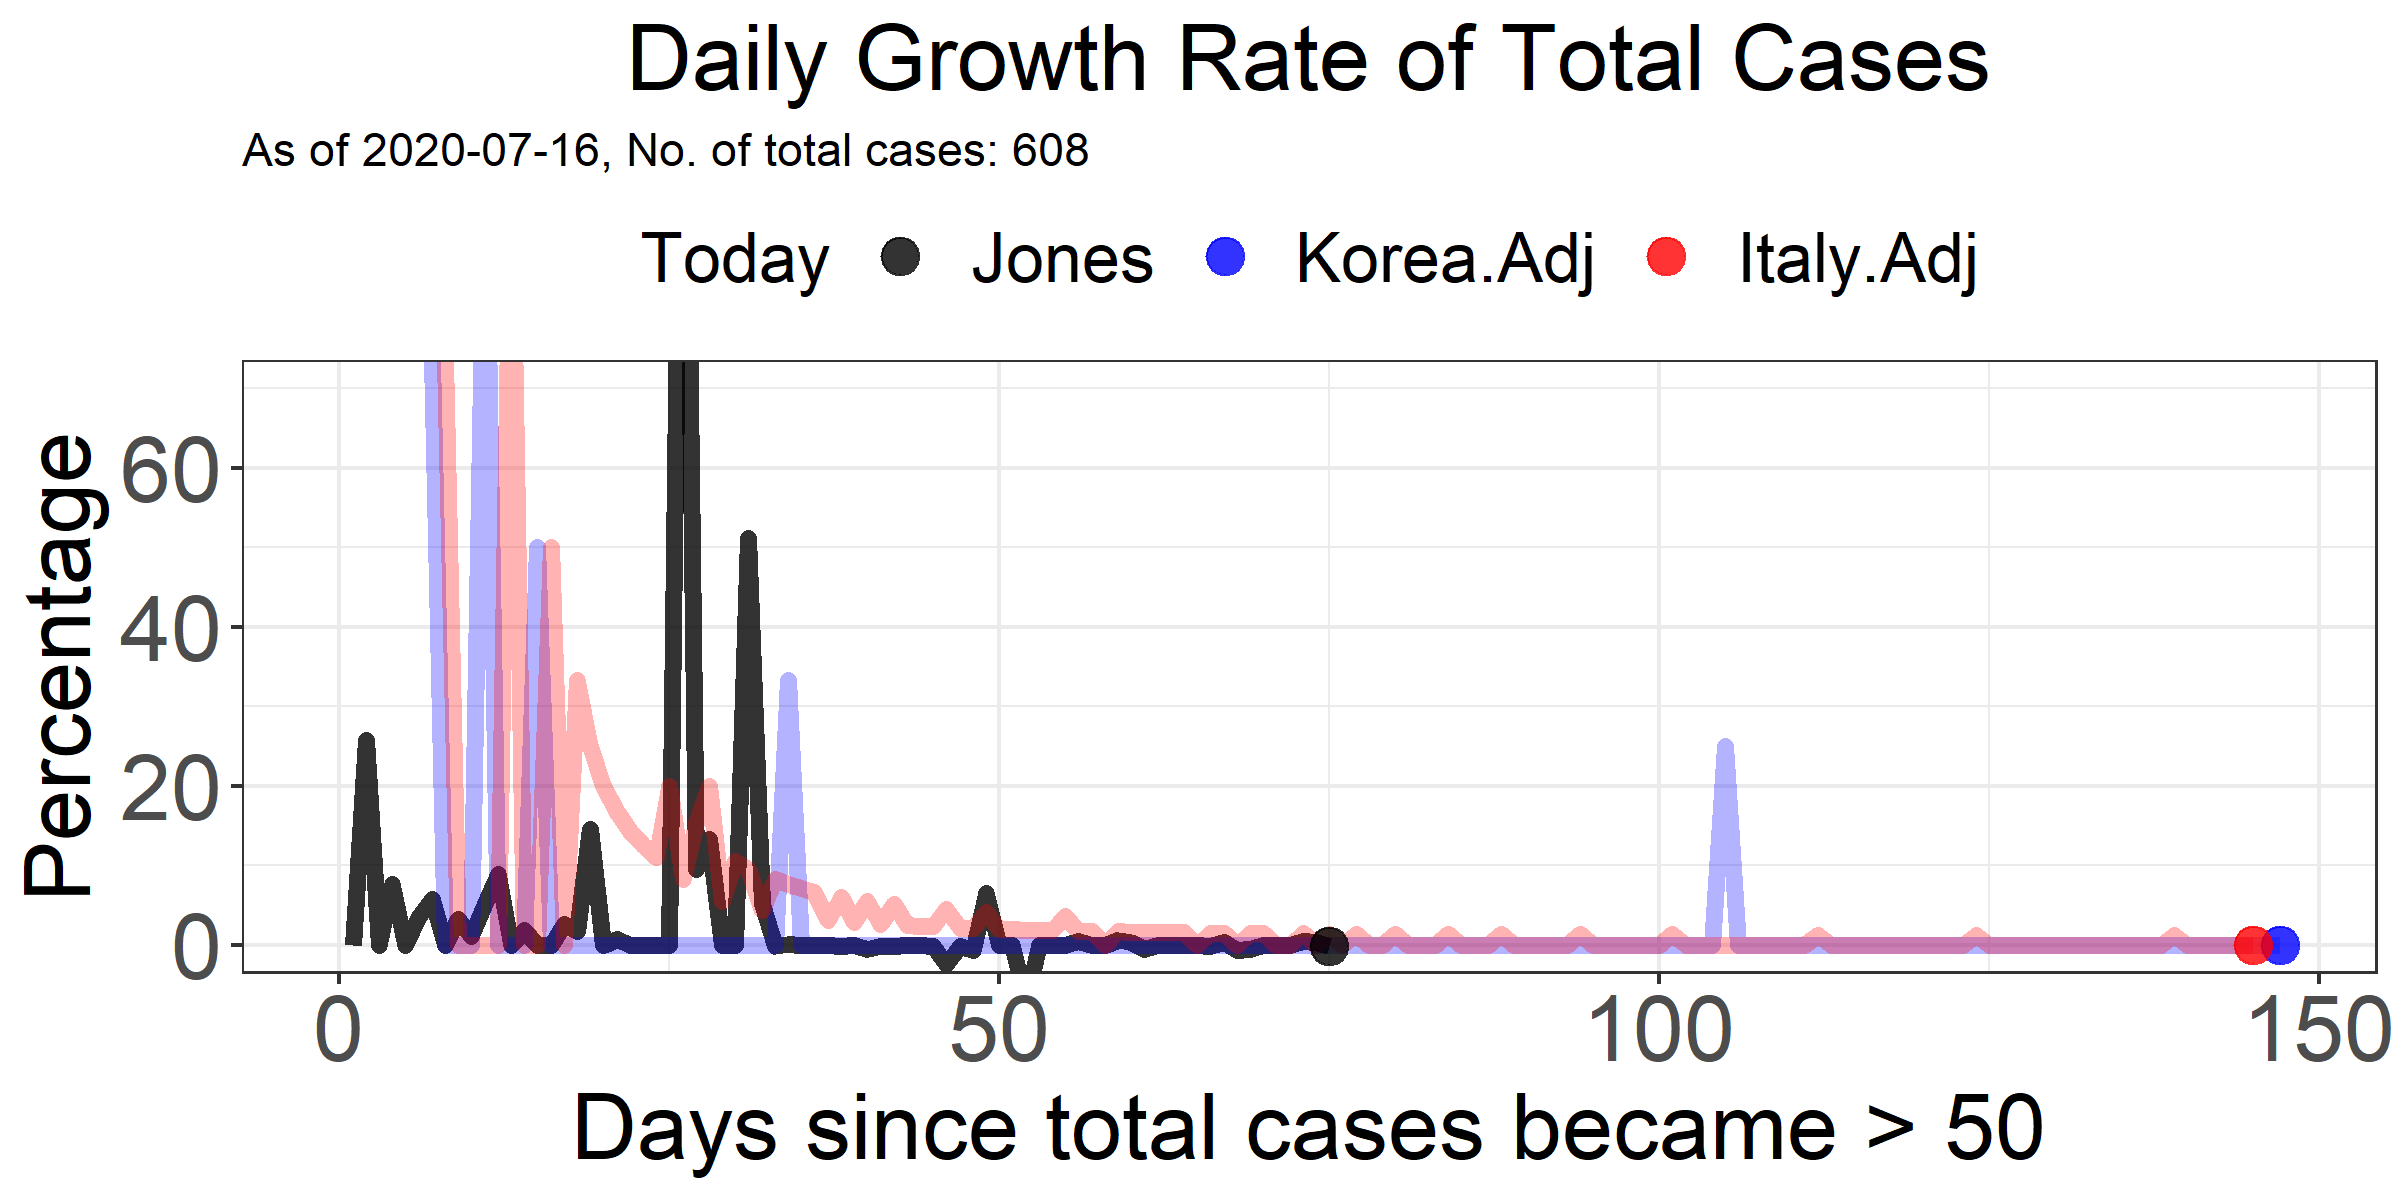 Daily Growth Rate of Total Cases
As of 2020-07-16, No. of total cases: 608
Today Jones Korea.Adj Italy.Adj
Percentage
60
40
20
0
0 50 100 150
Days since total cases became > 50